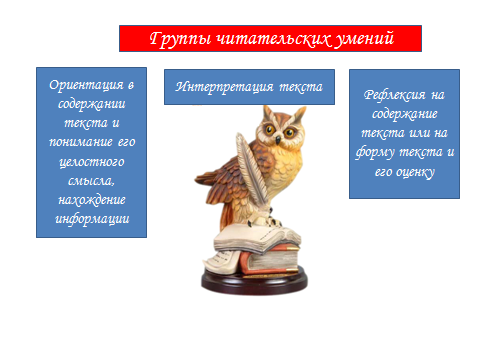 Группы читательских умений
Ориентация в
содержании
текста и
понимание его
целостного
смысла,
нахождение
информации
Интерпретация текста
Рефлексия на
содержание
текста или на
форму текста и
его оценку